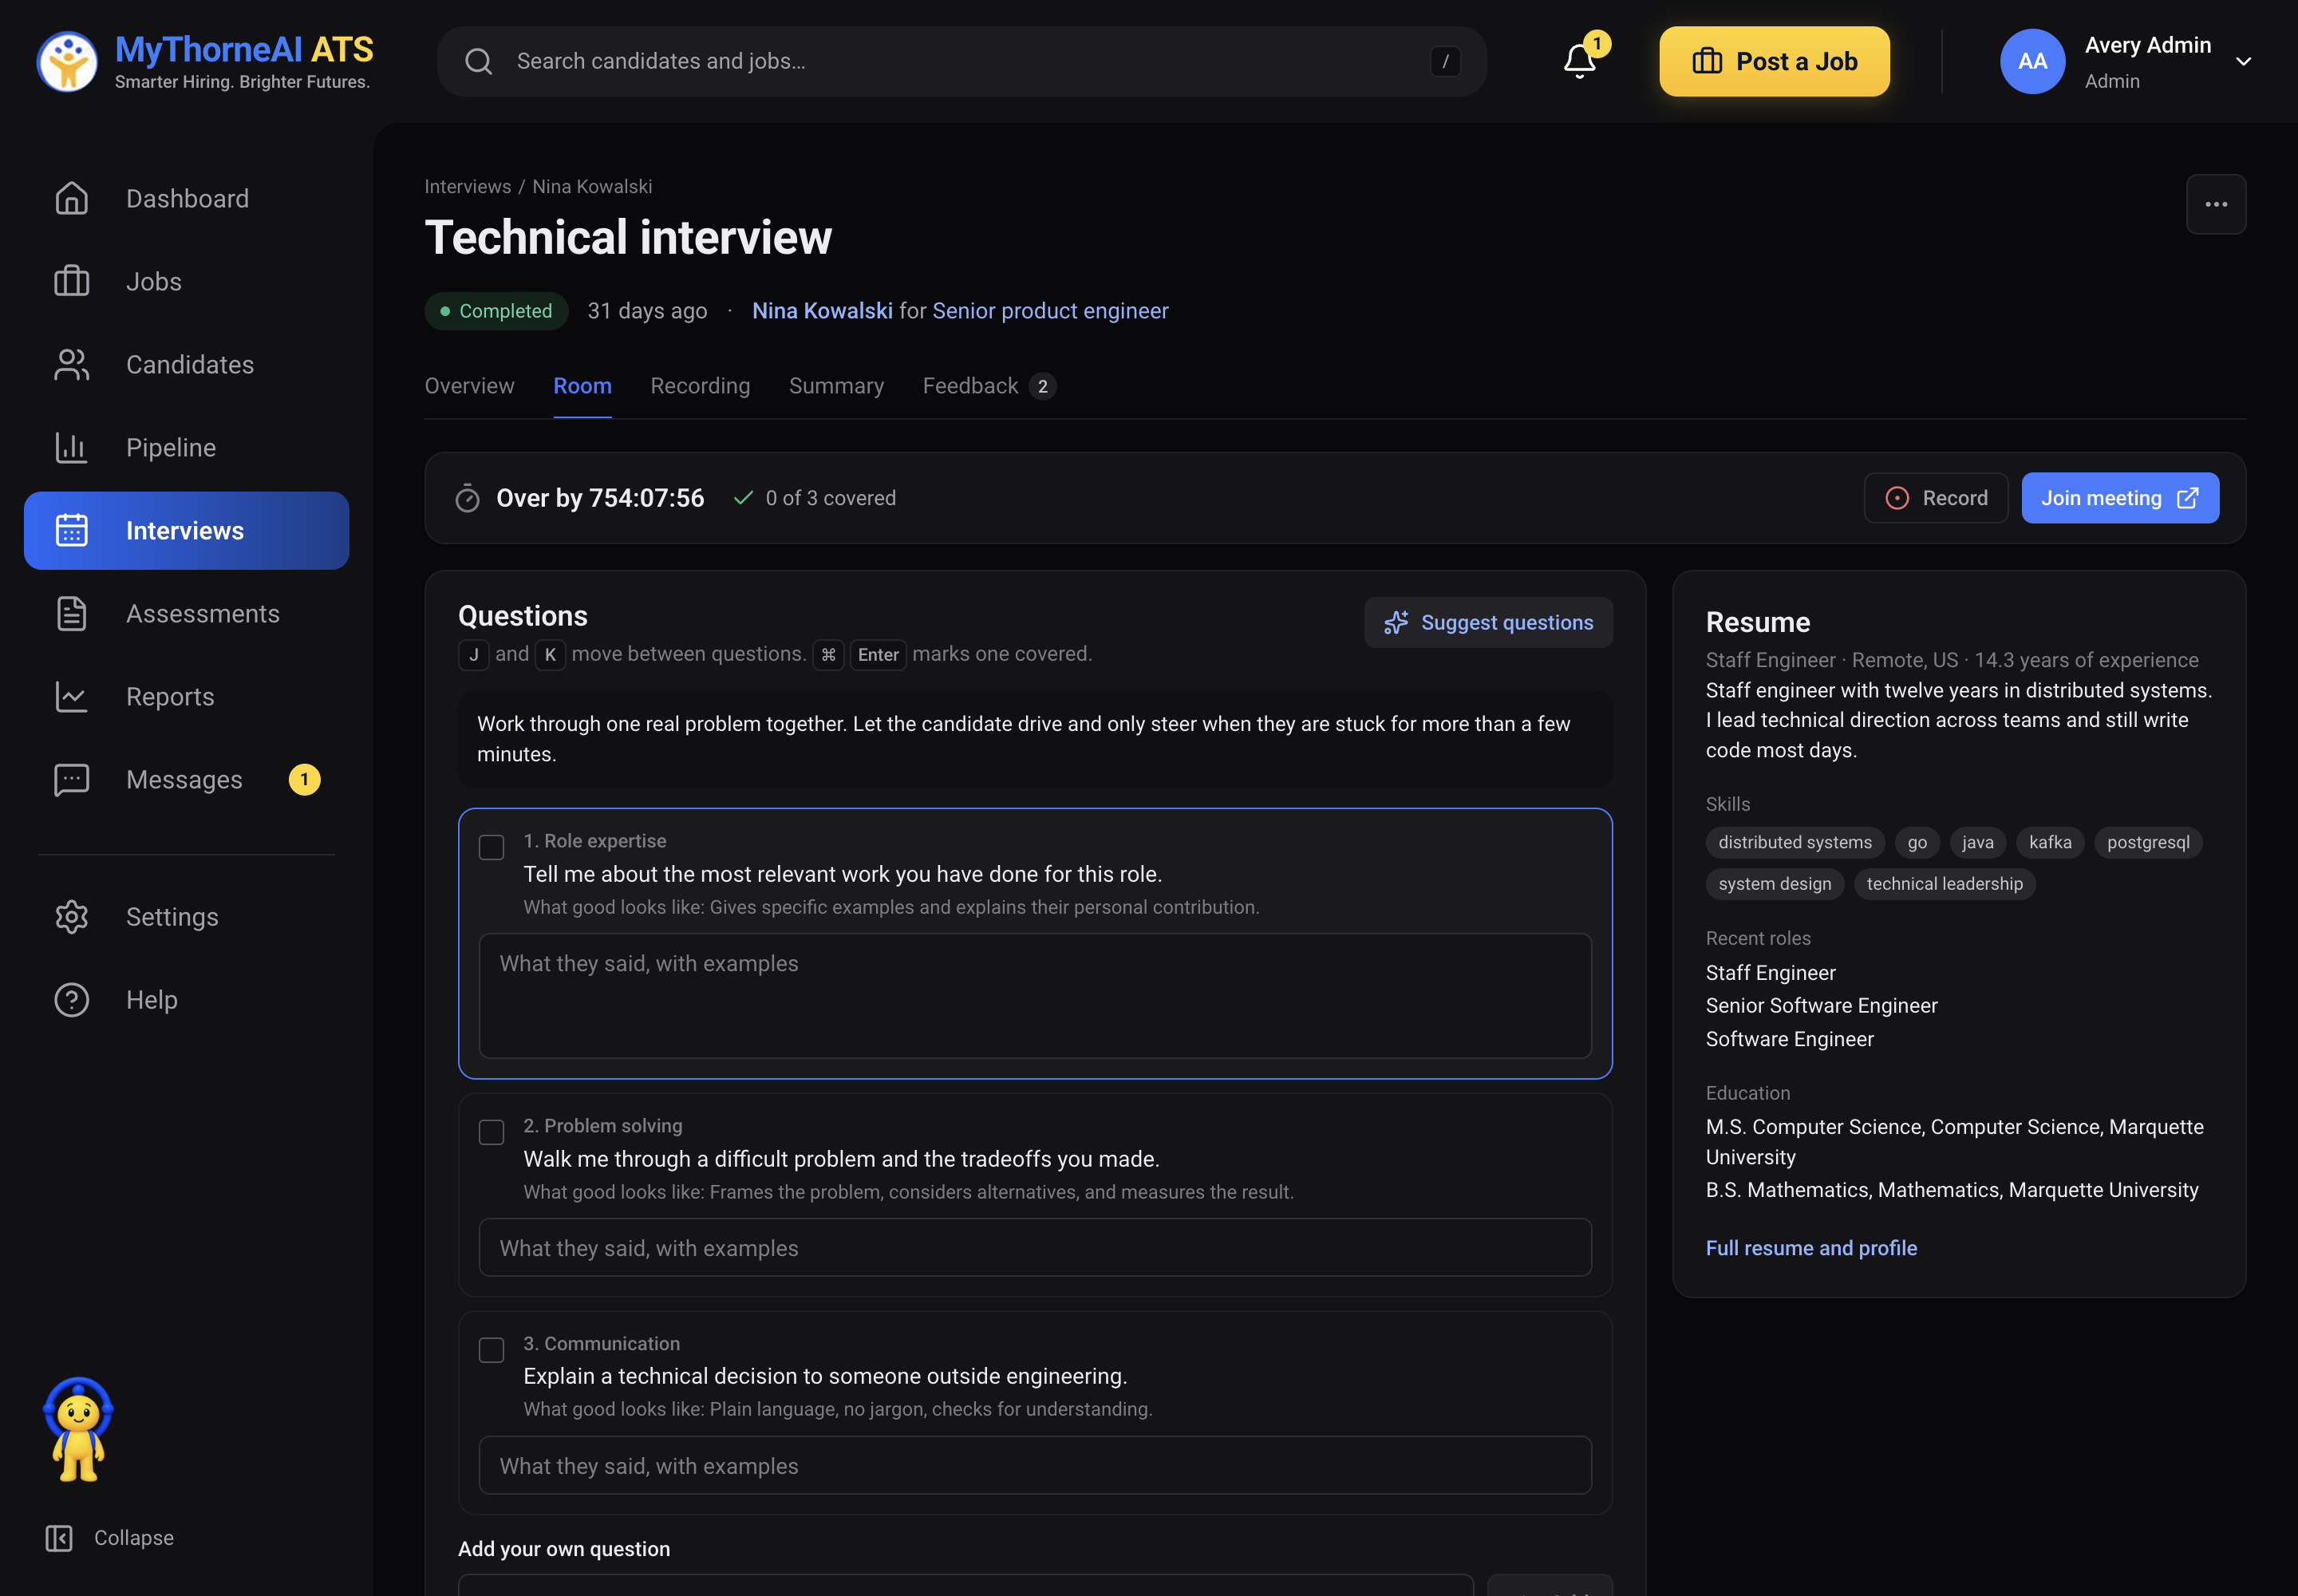 MyThorneAI ATS
Smarter Hiring. Brighter Futures.
Search candidates and jobs…
/
1
Post a Job
AA
Avery Admin
Admin
Dashboard
Jobs
Candidates
Pipeline
Interviews
Assessments
Reports
Messages
1
Settings
Help
Collapse
Interviews / Nina Kowalski
Technical interview
Completed
31 days ago · Nina Kowalski for Senior product engineer
Overview
Room
Recording
Summary
Feedback 2
Over by 754:07:56
0 of 3 covered
Record
Join meeting
Questions
J and K move between questions. ⌘ Enter marks one covered.
Suggest questions
Work through one real problem together. Let the candidate drive and only steer when they are stuck for more than a few
minutes.
1. Role expertise
Tell me about the most relevant work you have done for this role.
What good looks like: Gives specific examples and explains their personal contribution.
What they said, with examples
2. Problem solving
Walk me through a difficult problem and the tradeoffs you made.
What good looks like: Frames the problem, considers alternatives, and measures the result.
What they said, with examples
3. Communication
Explain a technical decision to someone outside engineering.
What good looks like: Plain language, no jargon, checks for understanding.
What they said, with examples
Add your own question
Resume
Staff Engineer · Remote, US · 14.3 years of experience
Staff engineer with twelve years in distributed systems.
I lead technical direction across teams and still write
code most days.
Skills
distributed systems
go
java
kafka
postgresql
system design
technical leadership
Recent roles
Staff Engineer
Senior Software Engineer
Software Engineer
Education
M.S. Computer Science, Computer Science, Marquette
University
B.S. Mathematics, Mathematics, Marquette University
Full resume and profile